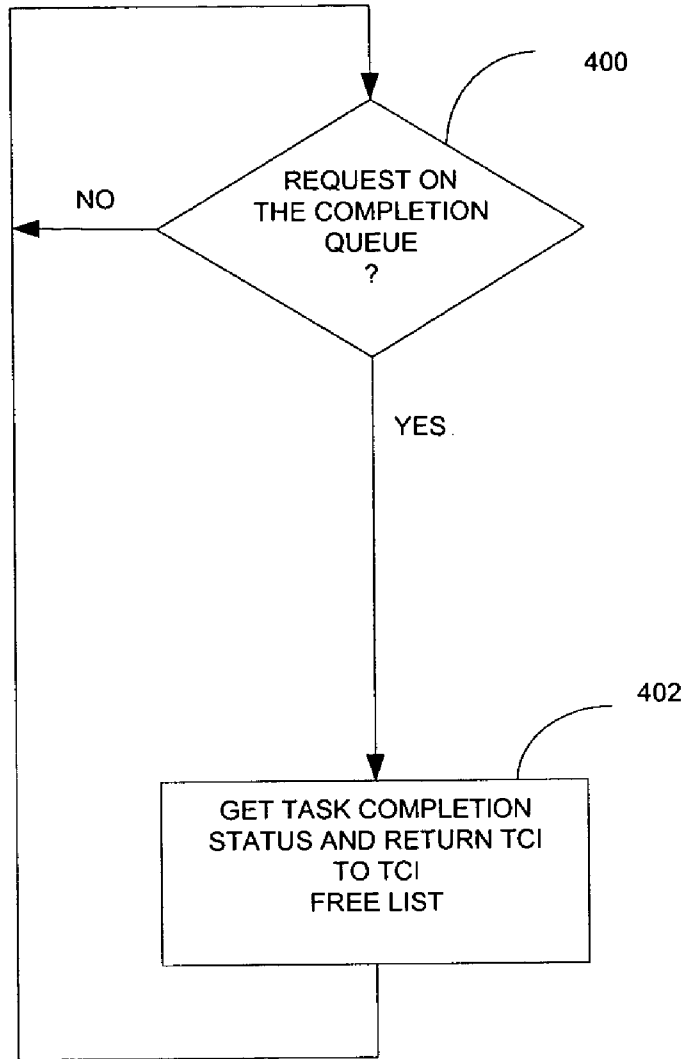 400
REQUEST ON
THE COMPLETION
QUEUE
?
NO
YES
402
GET TASK COMPLETION
STATUS AND RETURN TCI
TO TCI
FREE LIST